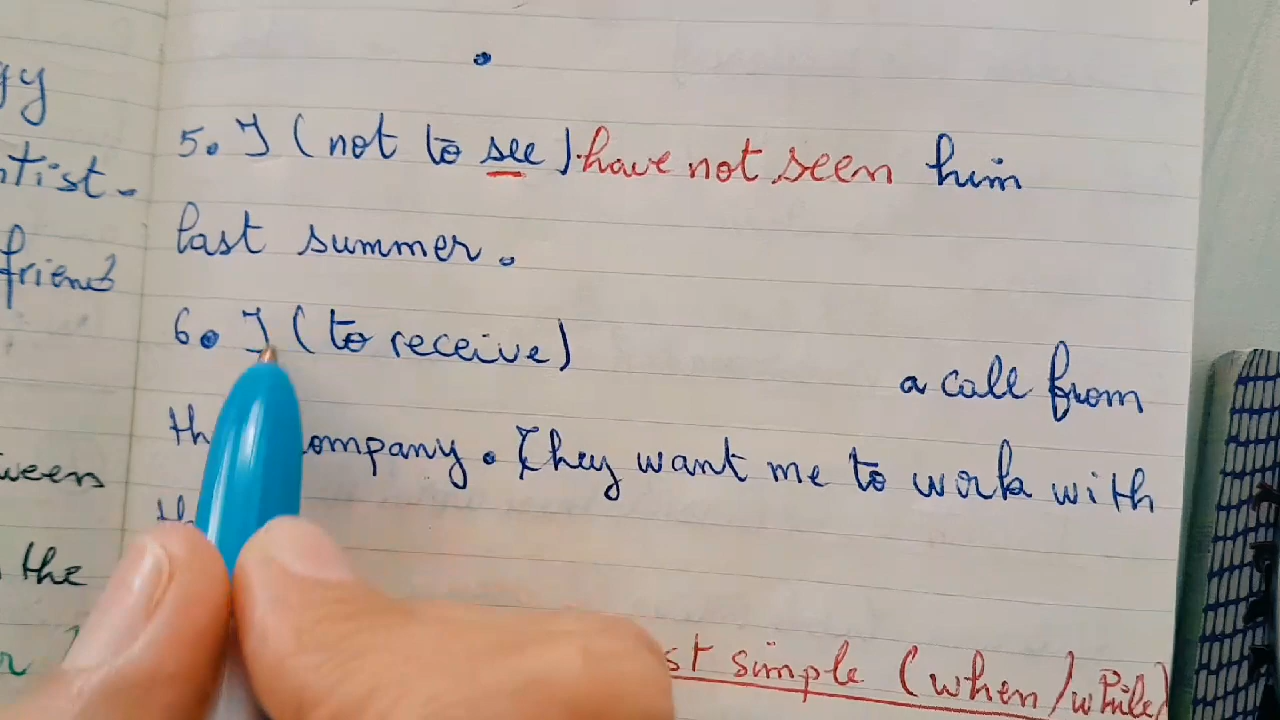 5. I (not to see) have not seen him
last summer.
6. I (to receive) a call from
company. They want me to work with
friend
the
simple (when/while)